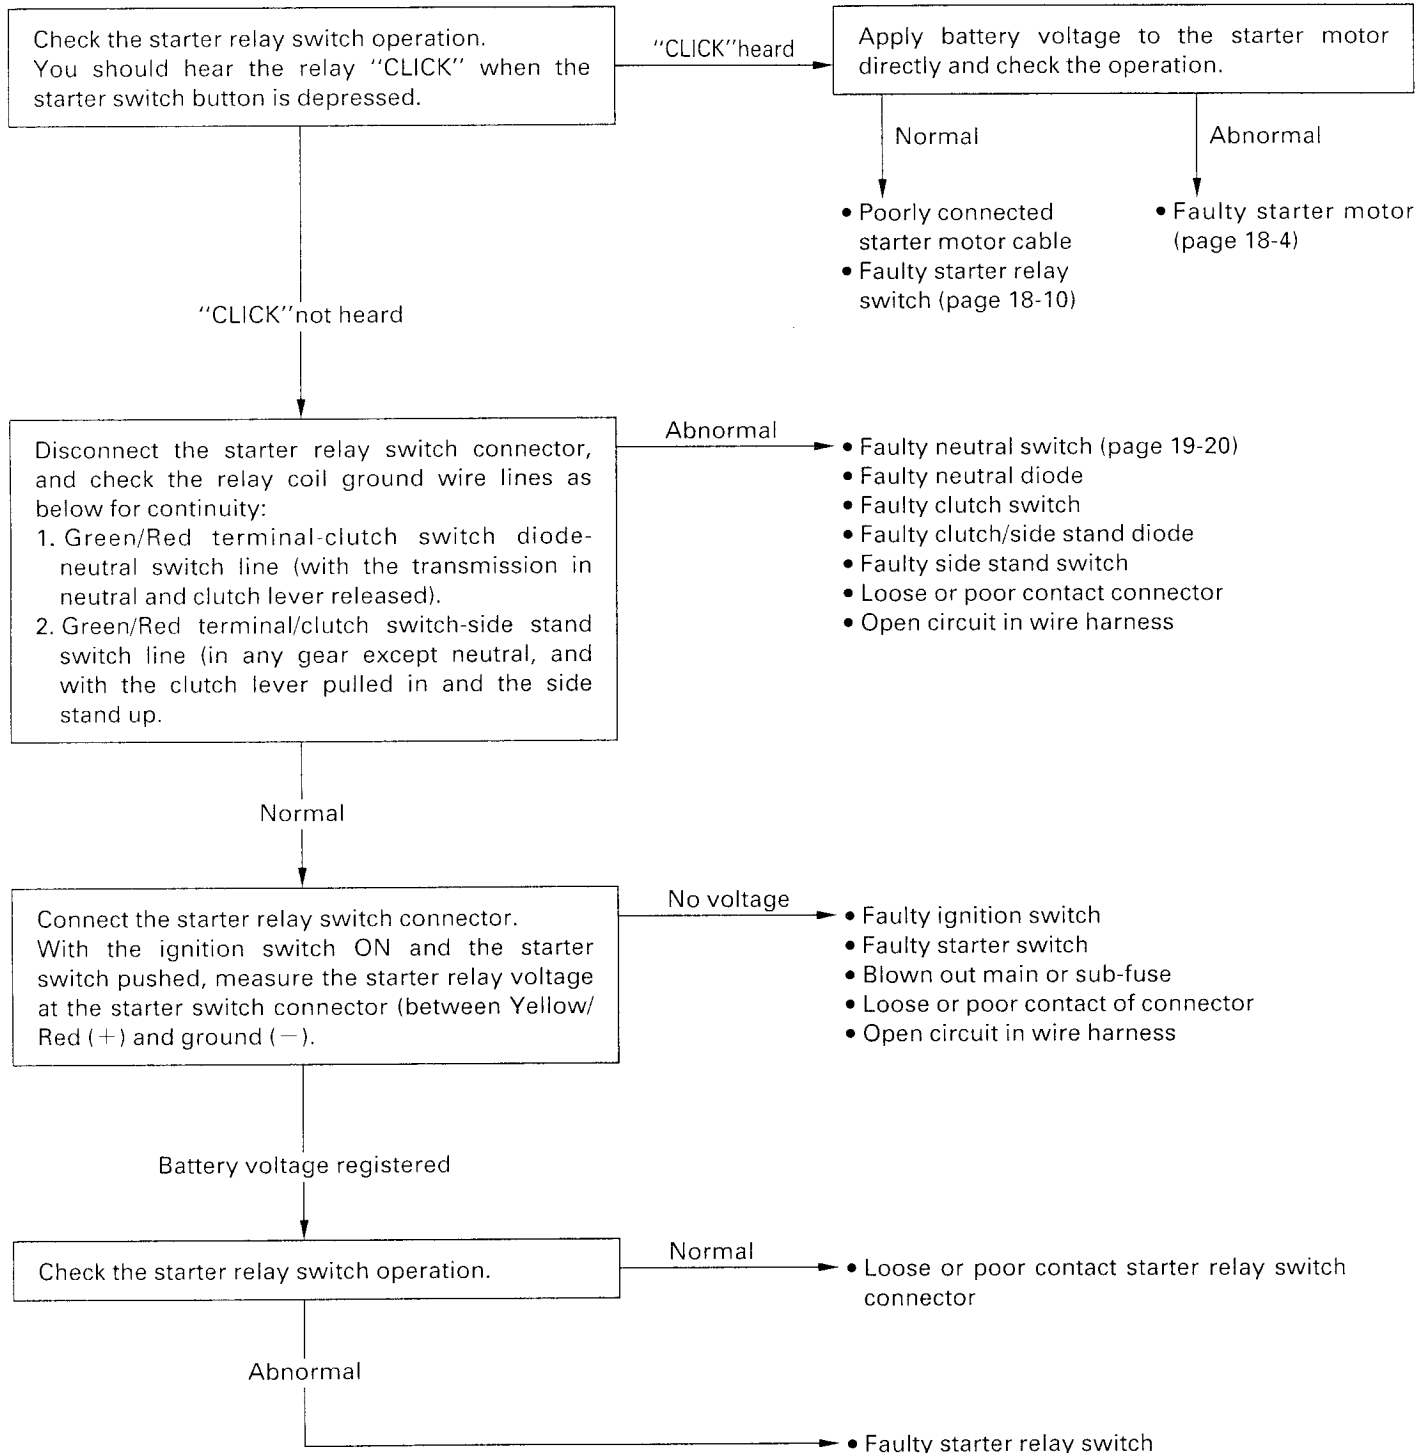 Check the starter relay switch operation.
You should hear the relay "CLICK" when the
starter switch button is depressed.
"CLICK"heard
Apply battery voltage to the starter motor
directly and check the operation.
Normal
Abnormal
• Poorly connected
starter motor cable
• Faulty starter relay
switch (page 18-10)
• Faulty starter motor
(page 18-4)
"CLICK"not heard
Disconnect the starter relay switch connector,
and check the relay coil ground wire lines as
below for continuity:
1. Green/Red terminal-clutch switch diode-
neutral switch line (with the transmission in
neutral and clutch lever released).
2. Green/Red terminal/clutch switch-side stand
switch line (in any gear except neutral, and
with the clutch lever pulled in and the side
stand up.
Abnormal
• Faulty neutral switch (page 19-20)
• Faulty neutral diode
• Faulty clutch switch
• Faulty clutch/side stand diode
• Faulty side stand switch
• Loose or poor contact connector
• Open circuit in wire harness
Normal
Connect the starter relay switch connector.
With the ignition switch ON and the starter
switch pushed, measure the starter relay voltage
at the starter switch connector (between Yellow/
Red (+) and ground (−).
No voltage
• Faulty ignition switch
• Faulty starter switch
• Blown out main or sub-fuse
• Loose or poor contact of connector
• Open circuit in wire harness
Battery voltage registered
Check the starter relay switch operation.
Normal
• Loose or poor contact starter relay switch
connector
Abnormal
• Faulty starter relay switch